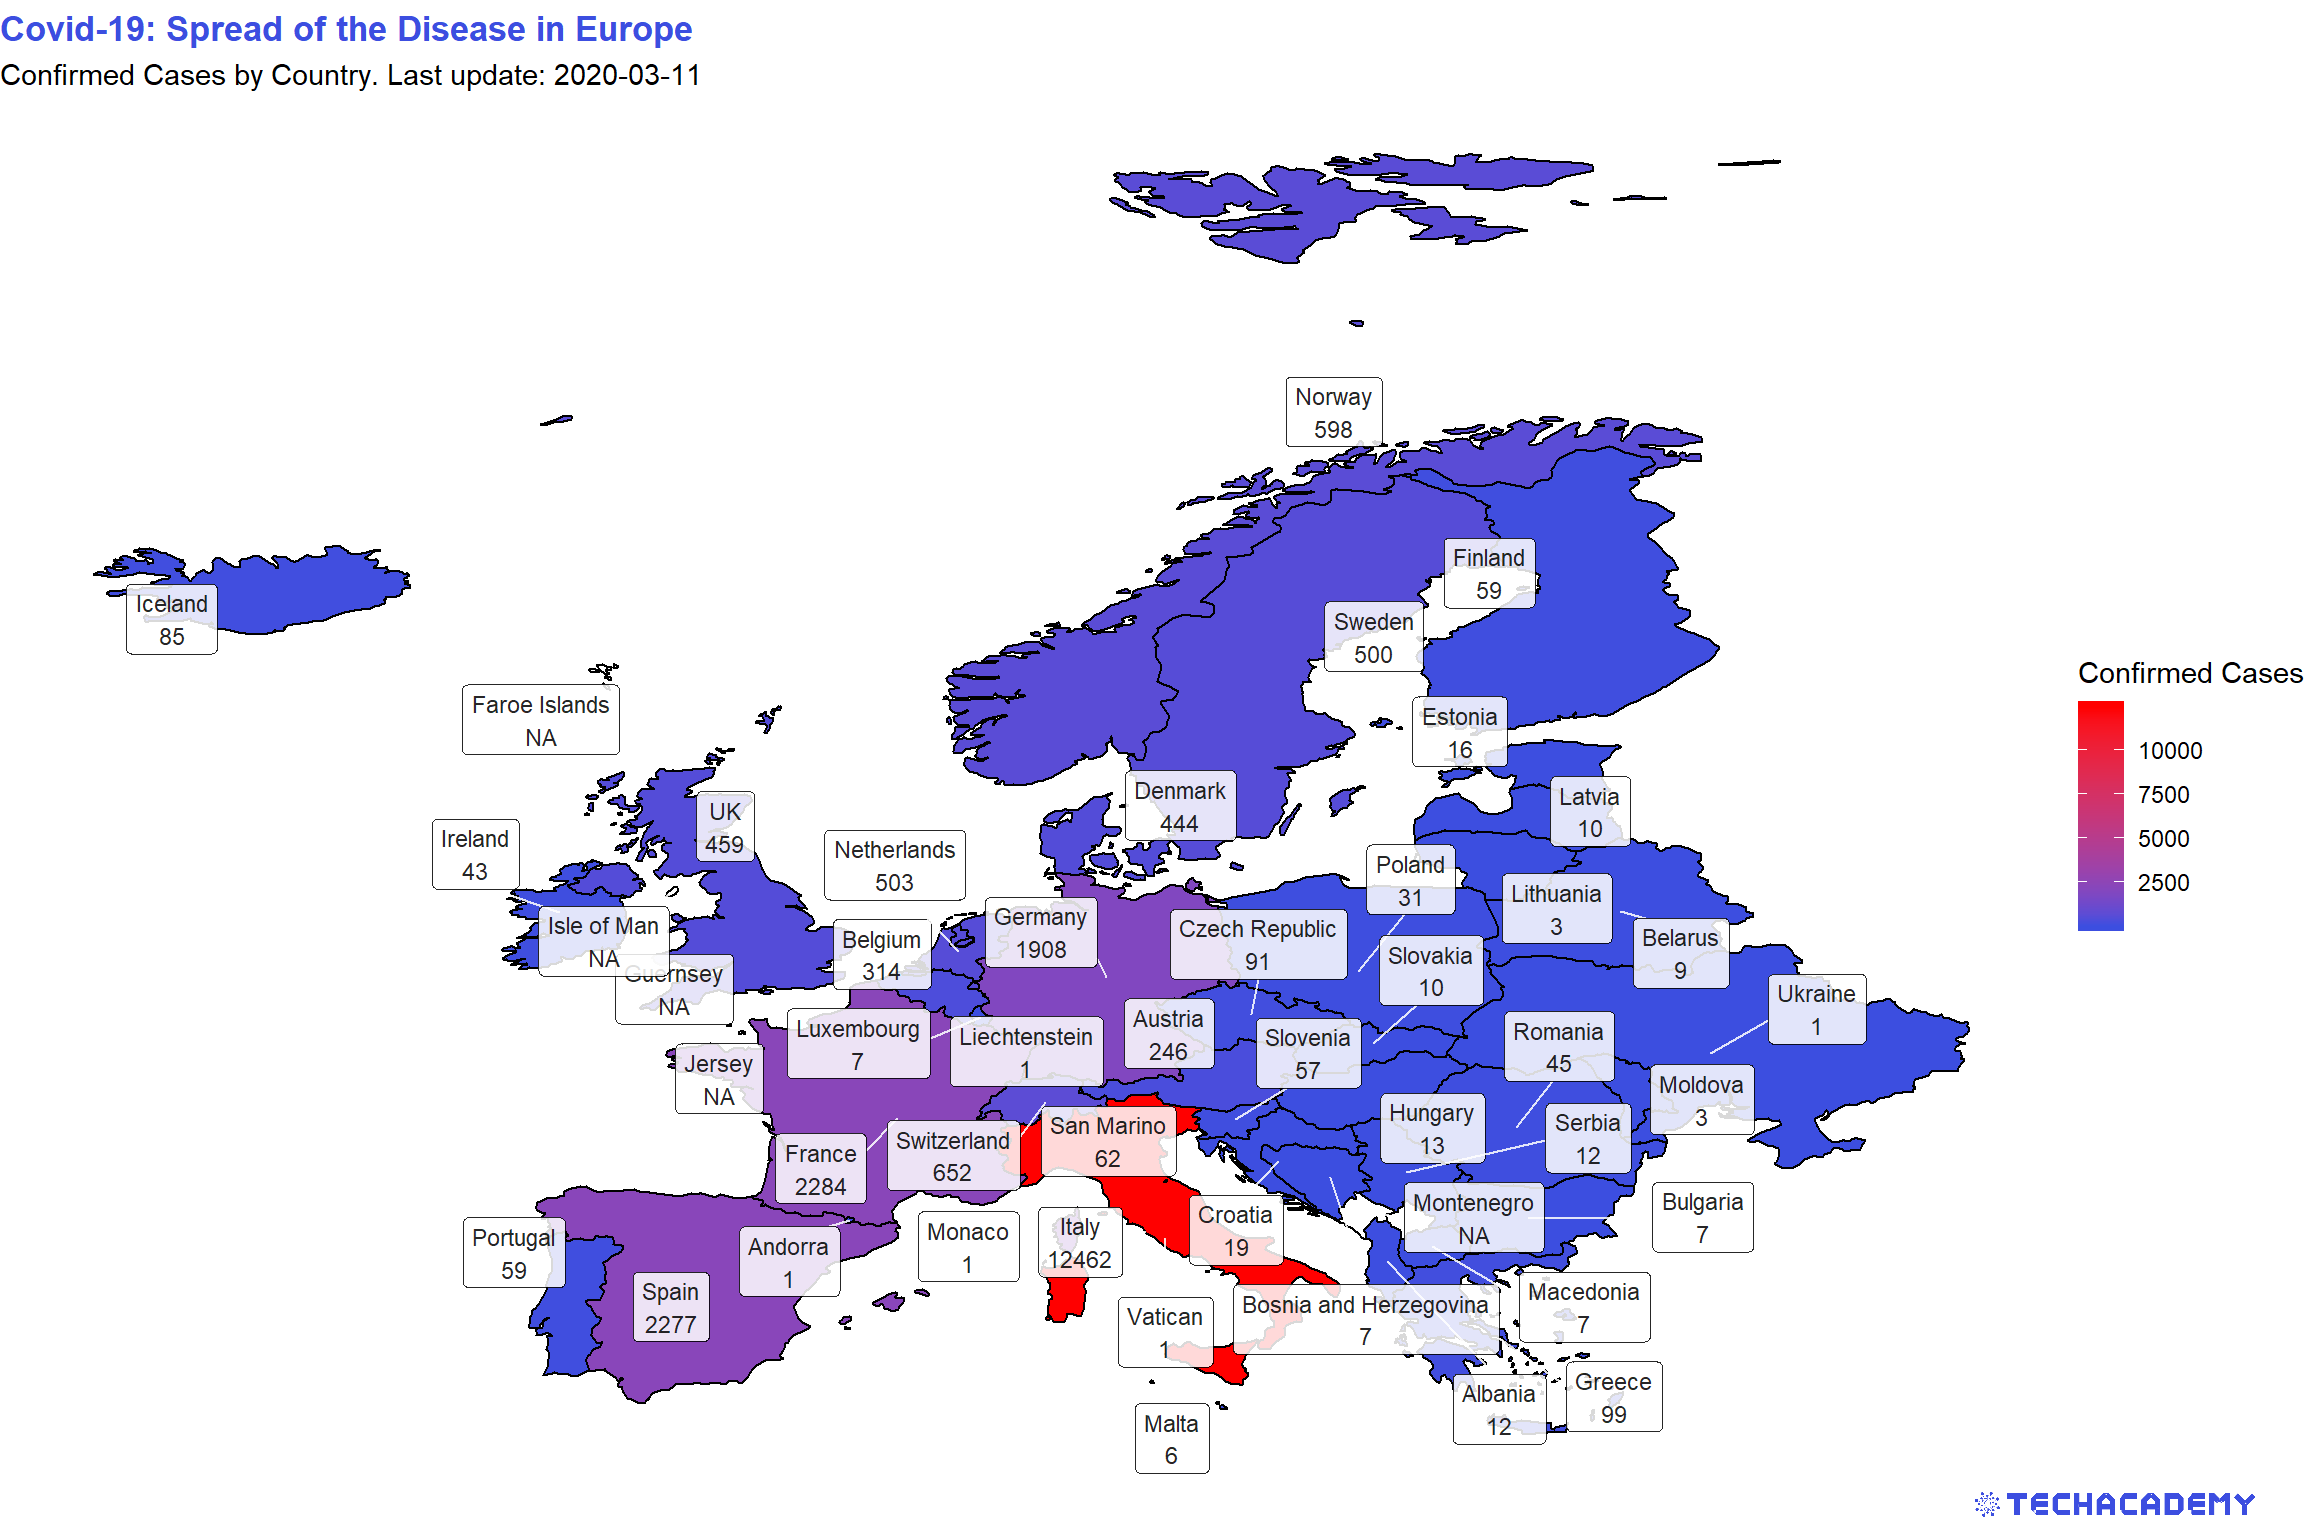 Covid-19: Spread of the Disease in Europe
Confirmed Cases by Country. Last update: 2020-03-11
Norway
598
Finland
59
Iceland
85
Sweden
500
Faroe Islands
NA
Estonia
16
Denmark
444
Latvia
10
UK
459
Ireland
43
Netherlands
503
Poland
31
Lithuania
3
Germany
1908
Czech Republic
91
Isle of Man
NA
Belgium
314
Belarus
9
Slovakia
10
Guernsey
NA
Ukraine
1
Luxembourg
7
Austria
246
Romania
45
Liechtenstein
1
Slovenia
57
Jersey
NA
Moldova
3
Hungary
13
Serbia
12
San Marino
62
Switzerland
652
France
2284
Bulgaria
7
Montenegro
NA
Croatia
19
Italy
12462
Monaco
1
Portugal
59
Andorra
1
Spain
2277
Macedonia
7
Bosnia and Herzegovina
7
Vatican
1
Greece
99
Albania
12
Malta
6
Confirmed Cases
10000
7500
5000
2500
TECHACADEMY